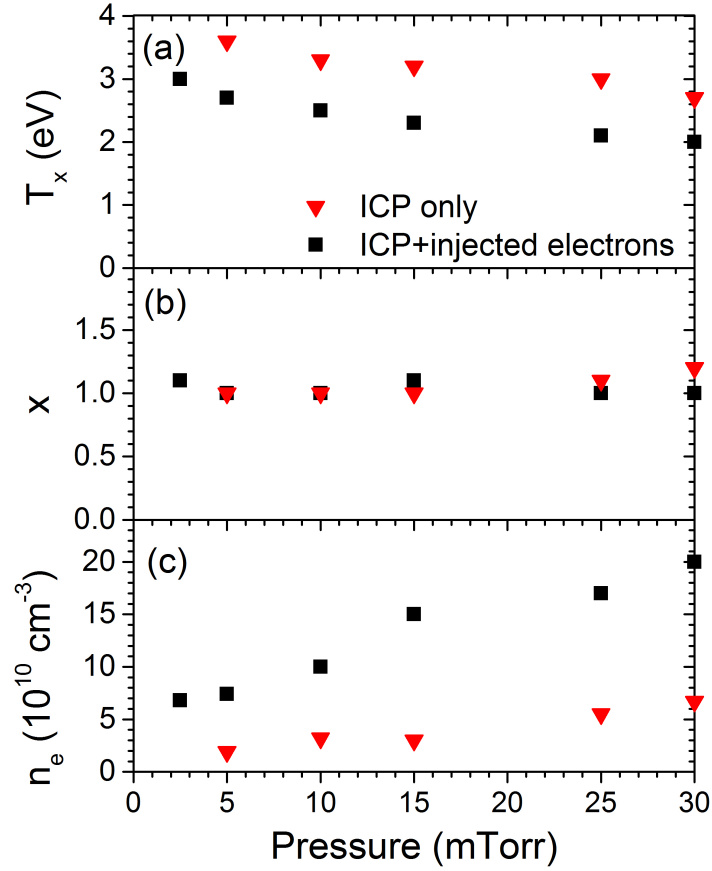 4
(a)
3
T_x (eV)
2
ICP only
1
ICP+injected electrons
0
(b)
1.5
x
1.0
0.5
0.0
(c)
20
n_e (10^10 cm^-3)
15
10
5
0
0 5 10 15 20 25 30
Pressure (mTorr)